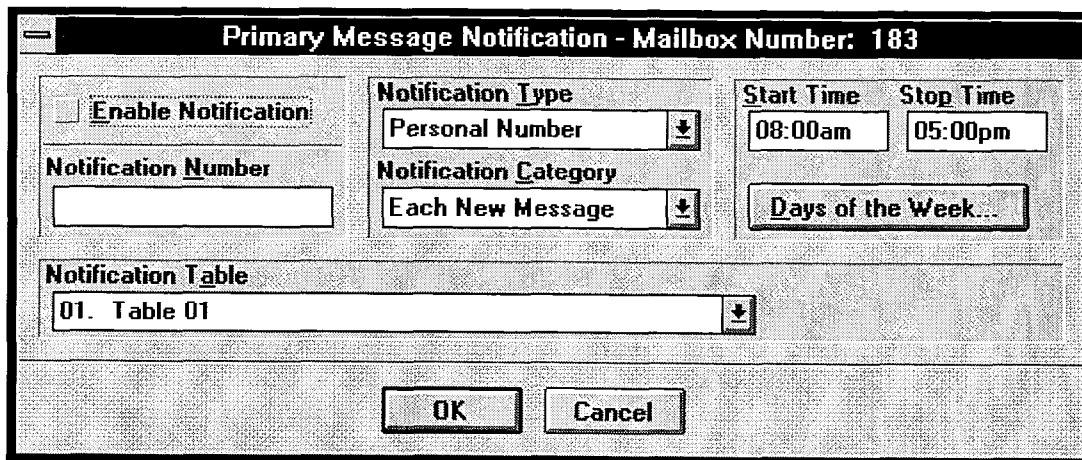 Primary Message Notification - Mailbox Number: 183
Enable Notification
Notification Number
Notification Type
Personal Number
Notification Category
Each New Message
Start Time
Stop Time
08:00am
05:00pm
Days of the Week...
Notification Table
01. Table 01
OK
Cancel